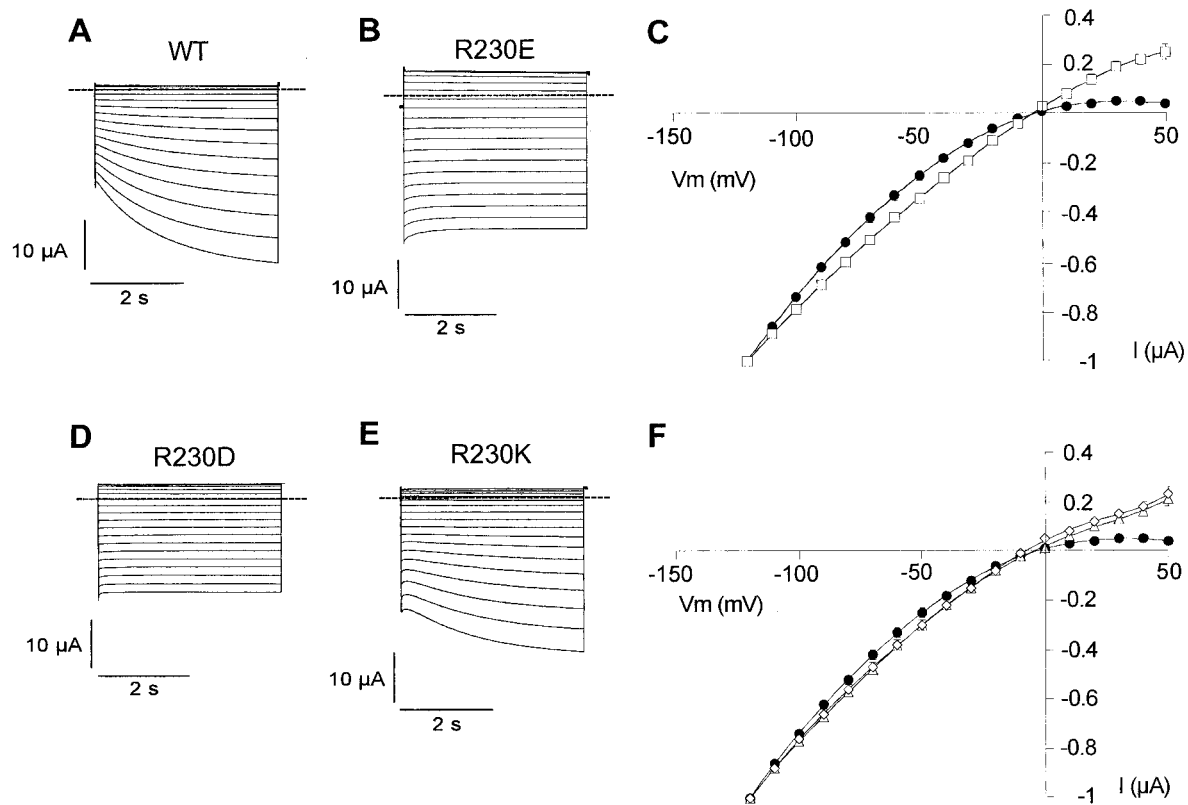 A
WT
10 µA
2 s
B
R230E
10 µA
2 s
C
0.4
0.2
-150
-100
-50
50
Vm (mV)
-0.2
-0.4
-0.6
-0.8
-1
I (µA)
D
R230D
10 µA
2 s
E
R230K
10 µA
2 s
F
0.4
0.2
-150
-100
-50
50
Vm (mV)
-0.2
-0.4
-0.6
-0.8
-1
I (µA)